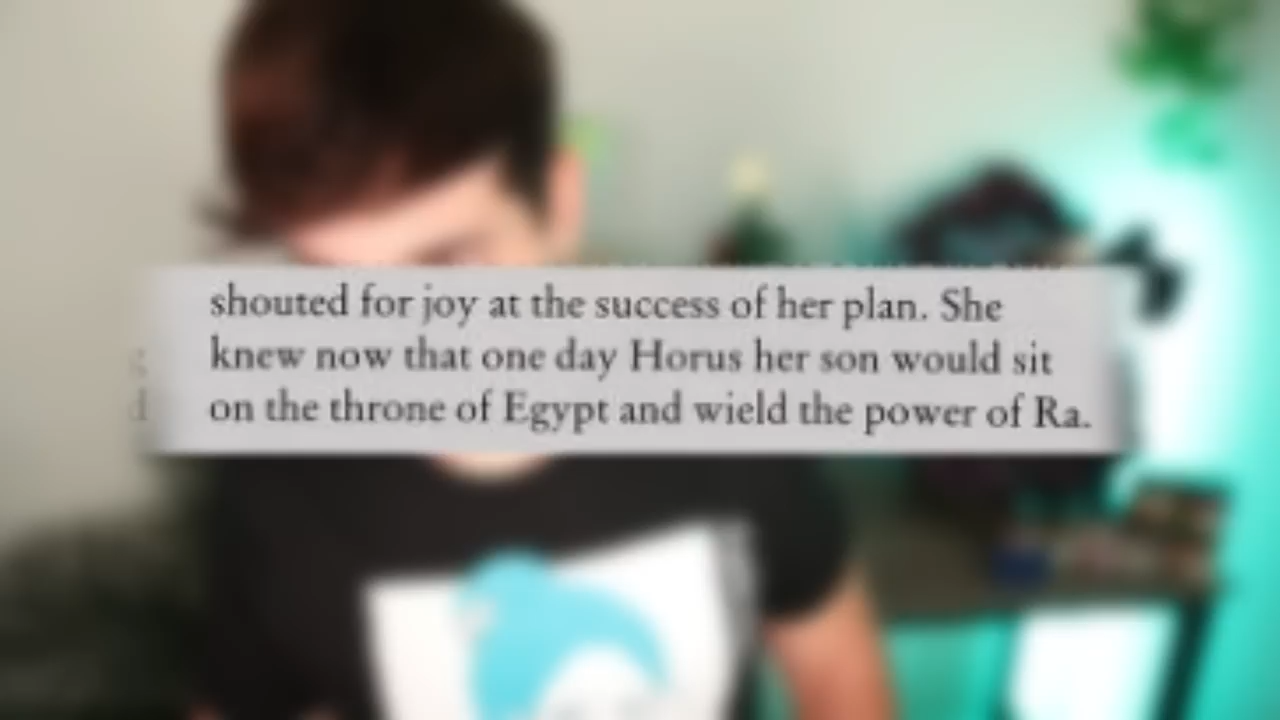 shouted for joy at the success of her plan. She
knew now that one day Horus her son would sit
on the throne of Egypt and wield the power of Ra.